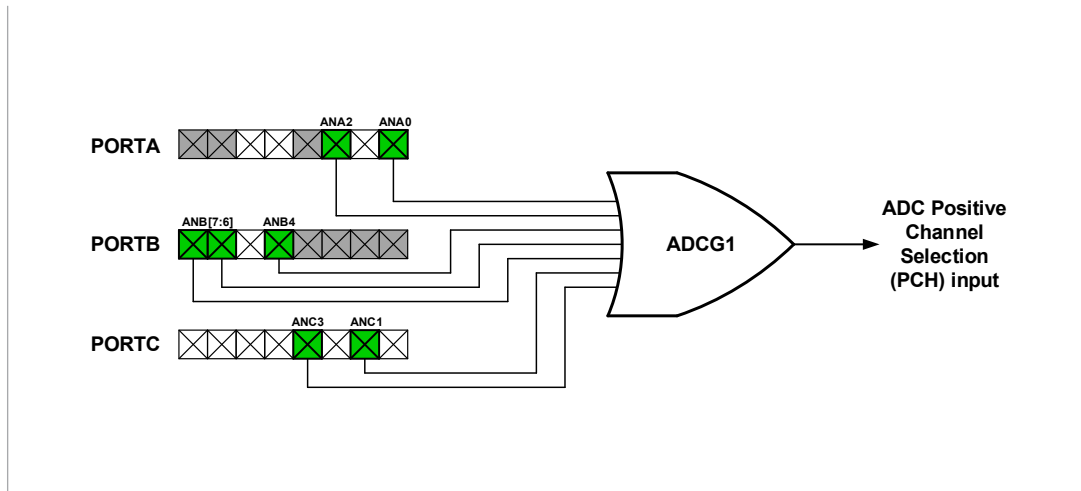 ANA2 ANA0
PORTA
ANB[7:6] ANB4
PORTB
ANC3 ANC1
PORTC
ADCG1
ADC Positive
Channel
Selection
(PCH) input